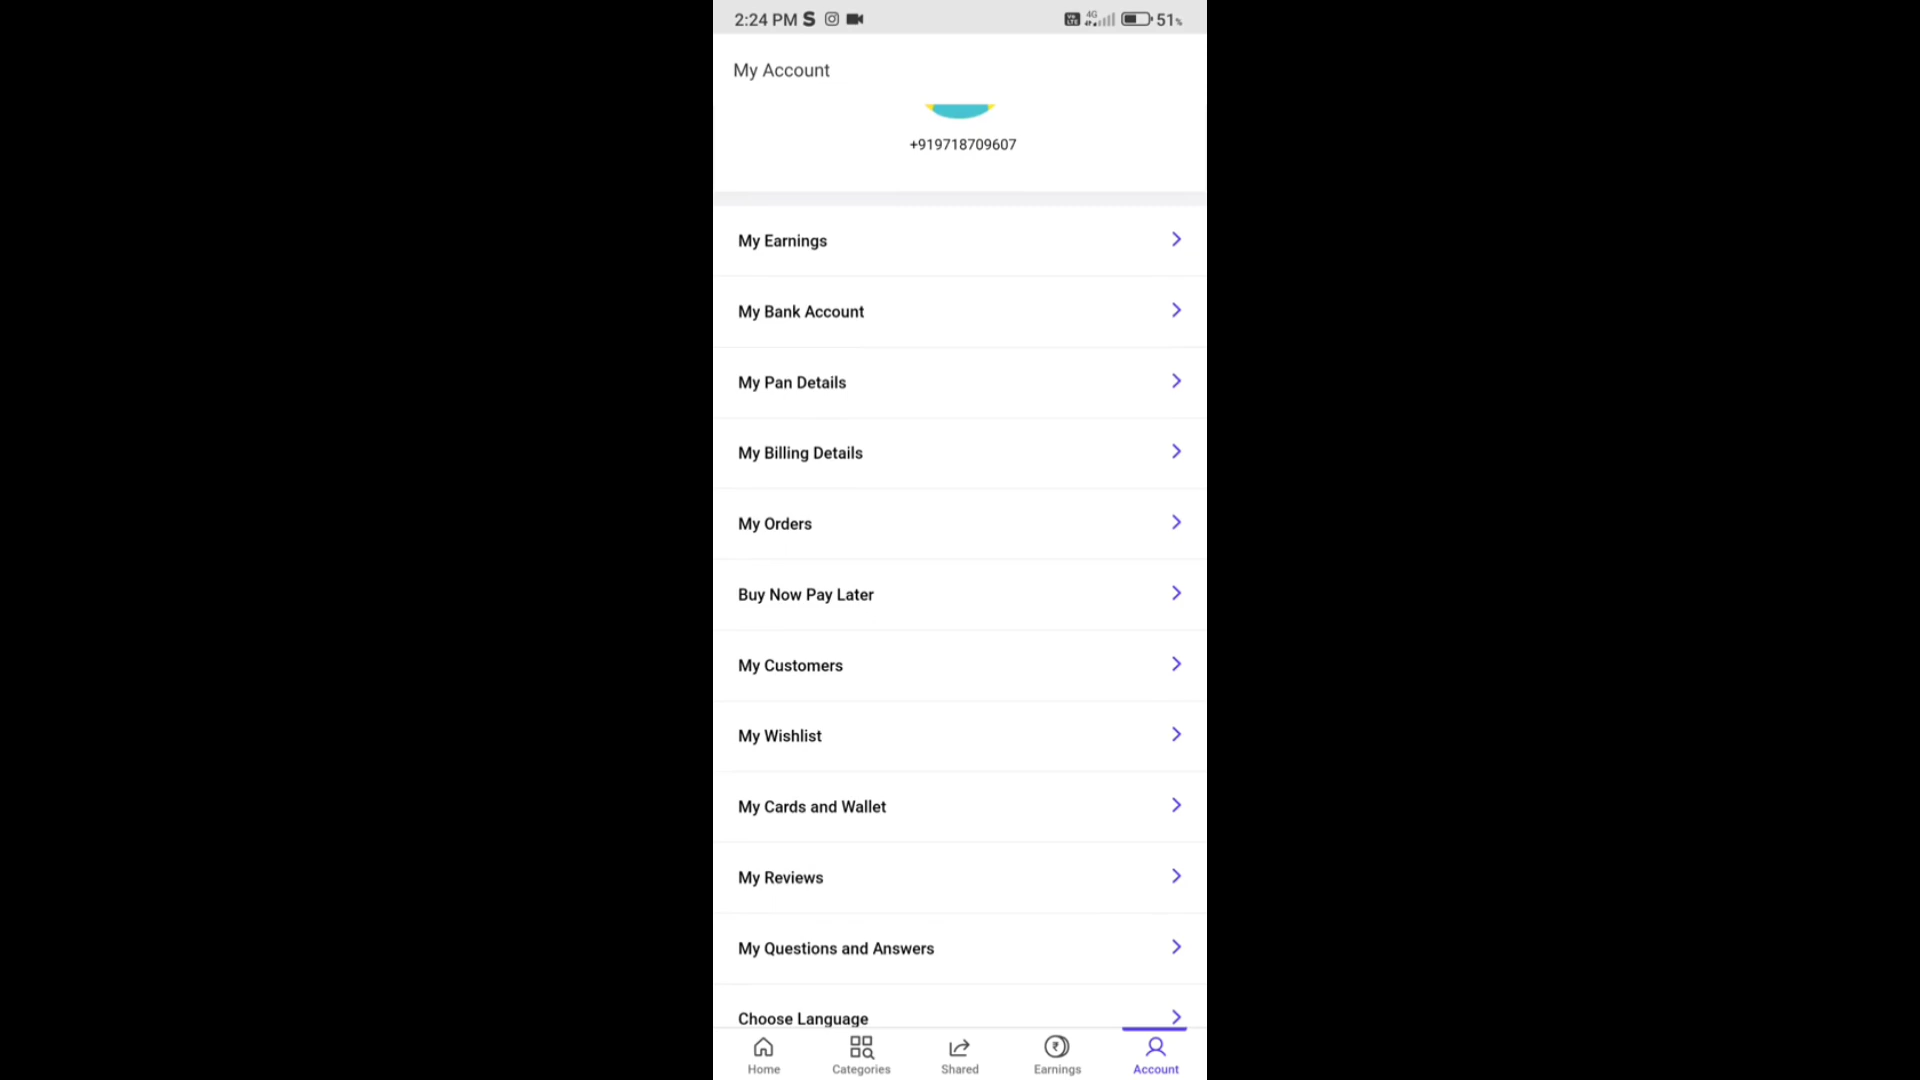 2:24 PM S
4G 51%
My Account
+919718709607
My Earnings
My Bank Account
My Pan Details
My Billing Details
My Orders
Buy Now Pay Later
My Customers
My Wishlist
My Cards and Wallet
My Reviews
My Questions and Answers
Choose Language
Home Categories Shared Earnings Account